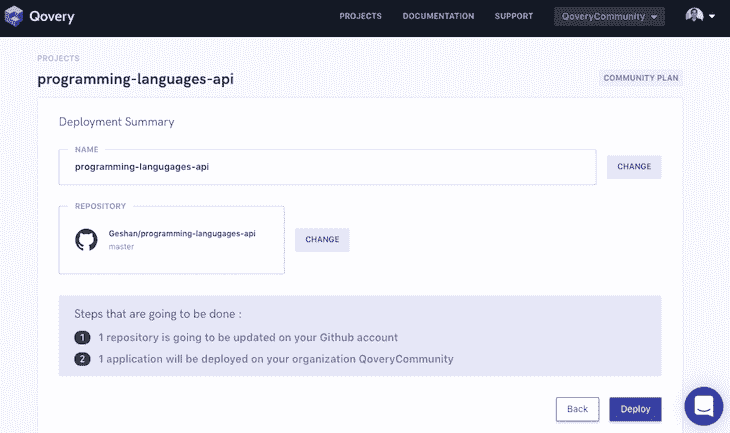 Qovery PROJECTS DOCUMENTATION SUPPORT QoveryCommunity
PROJECTS
programming-languages-api COMMUNITY PLAN
Deployment Summary
NAME
programming-langugages-api CHANGE
REPOSITORY
Geshan/programming-langugages-api
master
CHANGE
Steps that are going to be done :
1 1 repository is going to be updated on your Github account
2 1 application will be deployed on your organization QoveryCommunity
Back Deploy